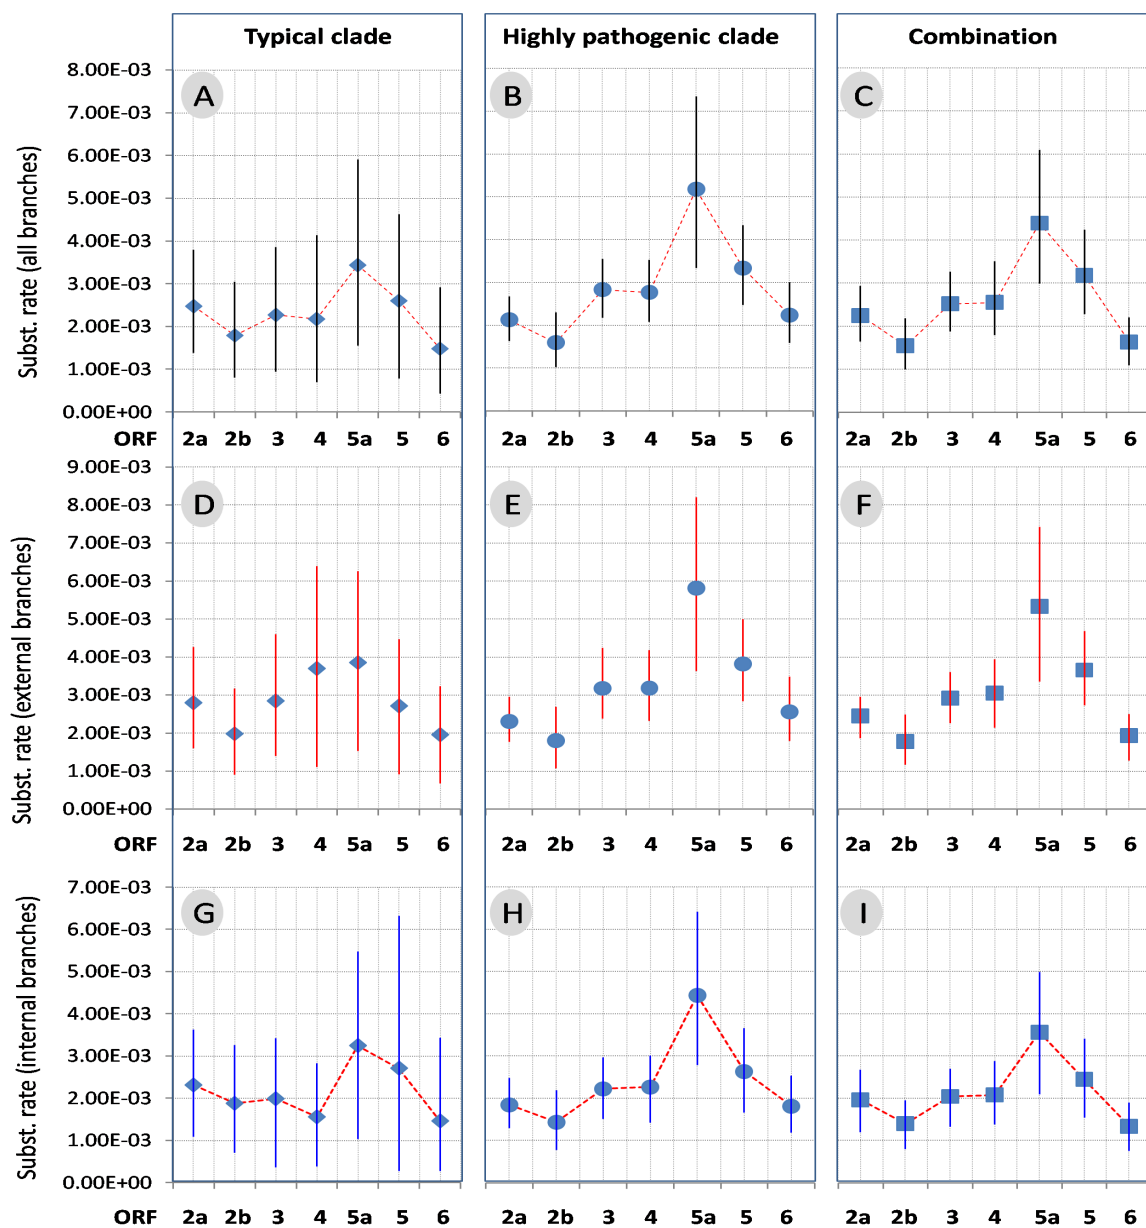 Typical clade
Highly pathogenic clade
Combination
Subst. rate (all branches)
8.00E-03
7.00E-03
6.00E-03
5.00E-03
4.00E-03
3.00E-03
2.00E-03
1.00E-03
0.00E+00
A
B
C
ORF 2a 2b 3 4 5a 5 6 2a 2b 3 4 5a 5 6 2a 2b 3 4 5a 5 6
Subst. rate (external branches)
9.00E-03
8.00E-03
7.00E-03
6.00E-03
5.00E-03
4.00E-03
3.00E-03
2.00E-03
1.00E-03
0.00E+00
D
E
F
ORF 2a 2b 3 4 5a 5 6 2a 2b 3 4 5a 5 6 2a 2b 3 4 5a 5 6
Subst. rate (internal branches)
7.00E-03
6.00E-03
5.00E-03
4.00E-03
3.00E-03
2.00E-03
1.00E-03
0.00E+00
G
H
I
ORF 2a 2b 3 4 5a 5 6 2a 2b 3 4 5a 5 6 2a 2b 3 4 5a 5 6